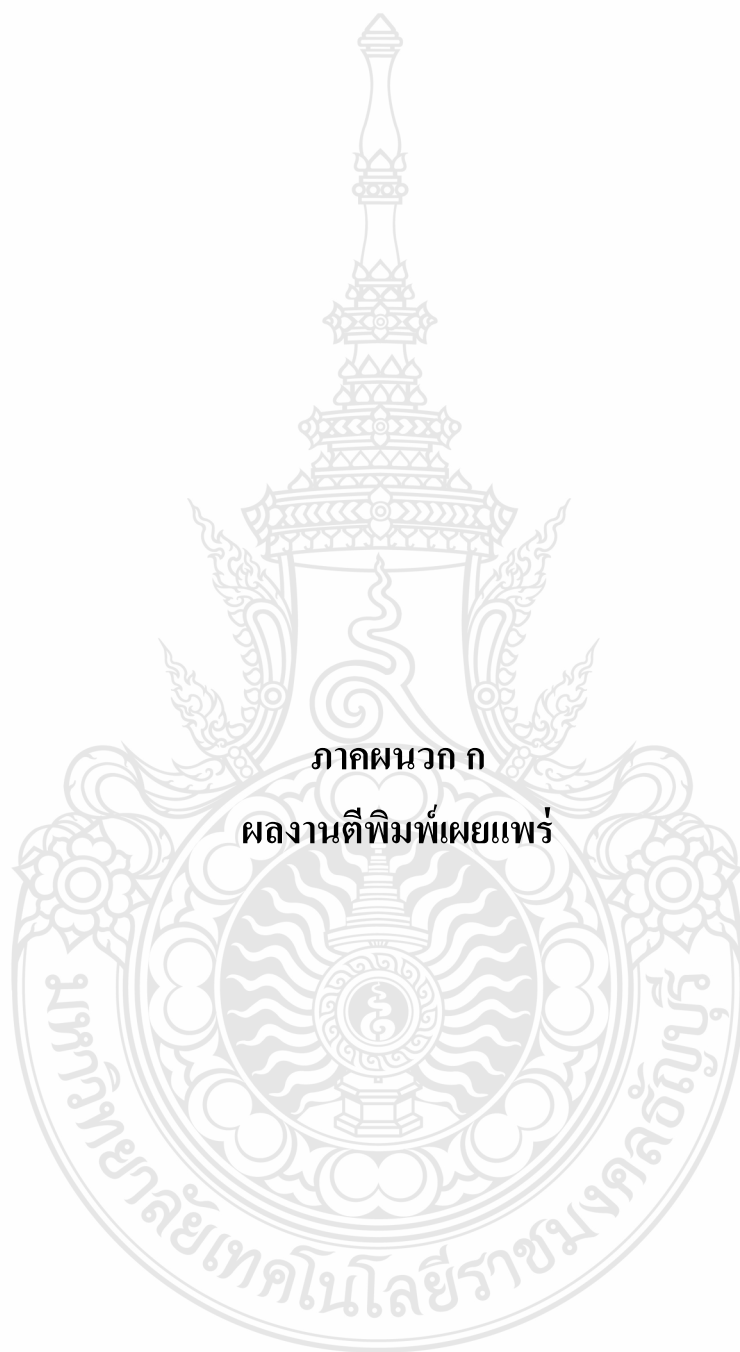 ภาคผนวก ก
ผลงานตีพิมพ์เผยแพร่
มหาวิทยาลัยเทคโนโลยีราชมงคลธัญบุรี